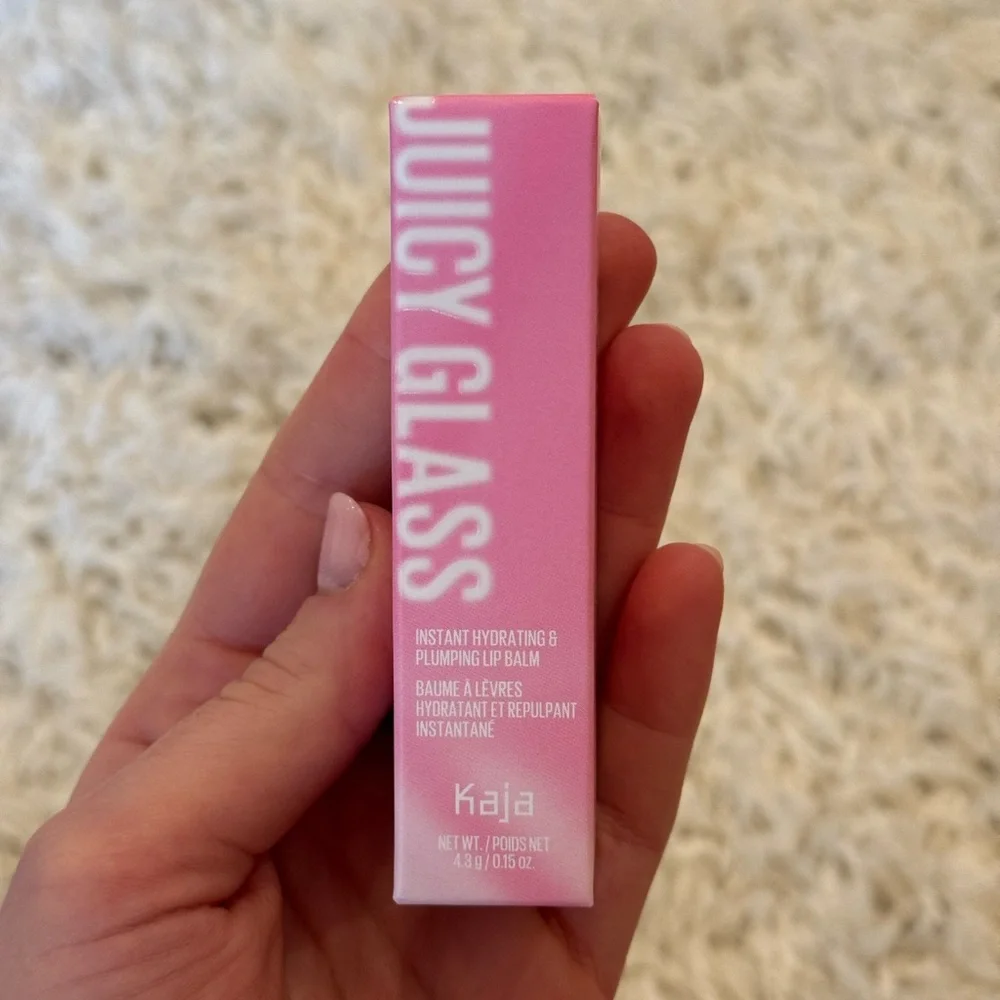 JUICY GLASS
INSTANT HYDRATING &
PLUMPING LIP BALM
BAUME À LÈVRES
HYDRATANT ET REPULPANT
INSTANTANÉ
Kaja
NET WT. / POIDS NET
4.3 g / 0.15 oz.